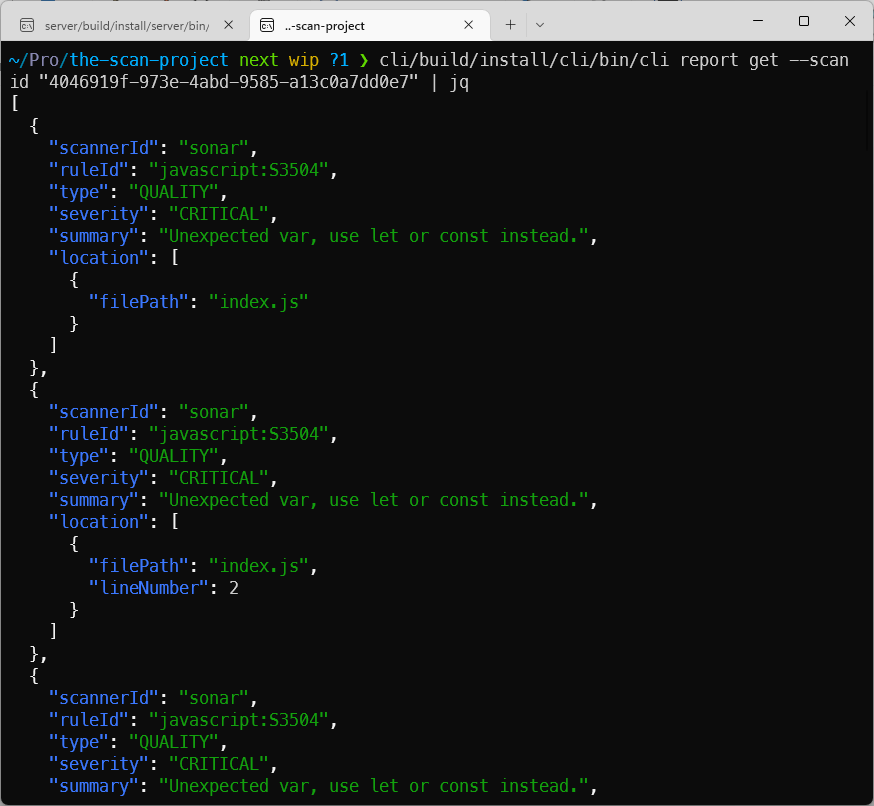 server/build/install/server/bin/
..-scan-project
~/Pro/the-scan-project next wip ?1 ❯ cli/build/install/cli/bin/cli report get --scan
id "4046919f-973e-4abd-9585-a13c0a7dd0e7" | jq
[
  {
    "scannerId": "sonar",
    "ruleId": "javascript:S3504",
    "type": "QUALITY",
    "severity": "CRITICAL",
    "summary": "Unexpected var, use let or const instead.",
    "location": [
      {
        "filePath": "index.js"
      }
    ]
  },
  {
    "scannerId": "sonar",
    "ruleId": "javascript:S3504",
    "type": "QUALITY",
    "severity": "CRITICAL",
    "summary": "Unexpected var, use let or const instead.",
    "location": [
      {
        "filePath": "index.js",
        "lineNumber": 2
      }
    ]
  },
  {
    "scannerId": "sonar",
    "ruleId": "javascript:S3504",
    "type": "QUALITY",
    "severity": "CRITICAL",
    "summary": "Unexpected var, use let or const instead.",